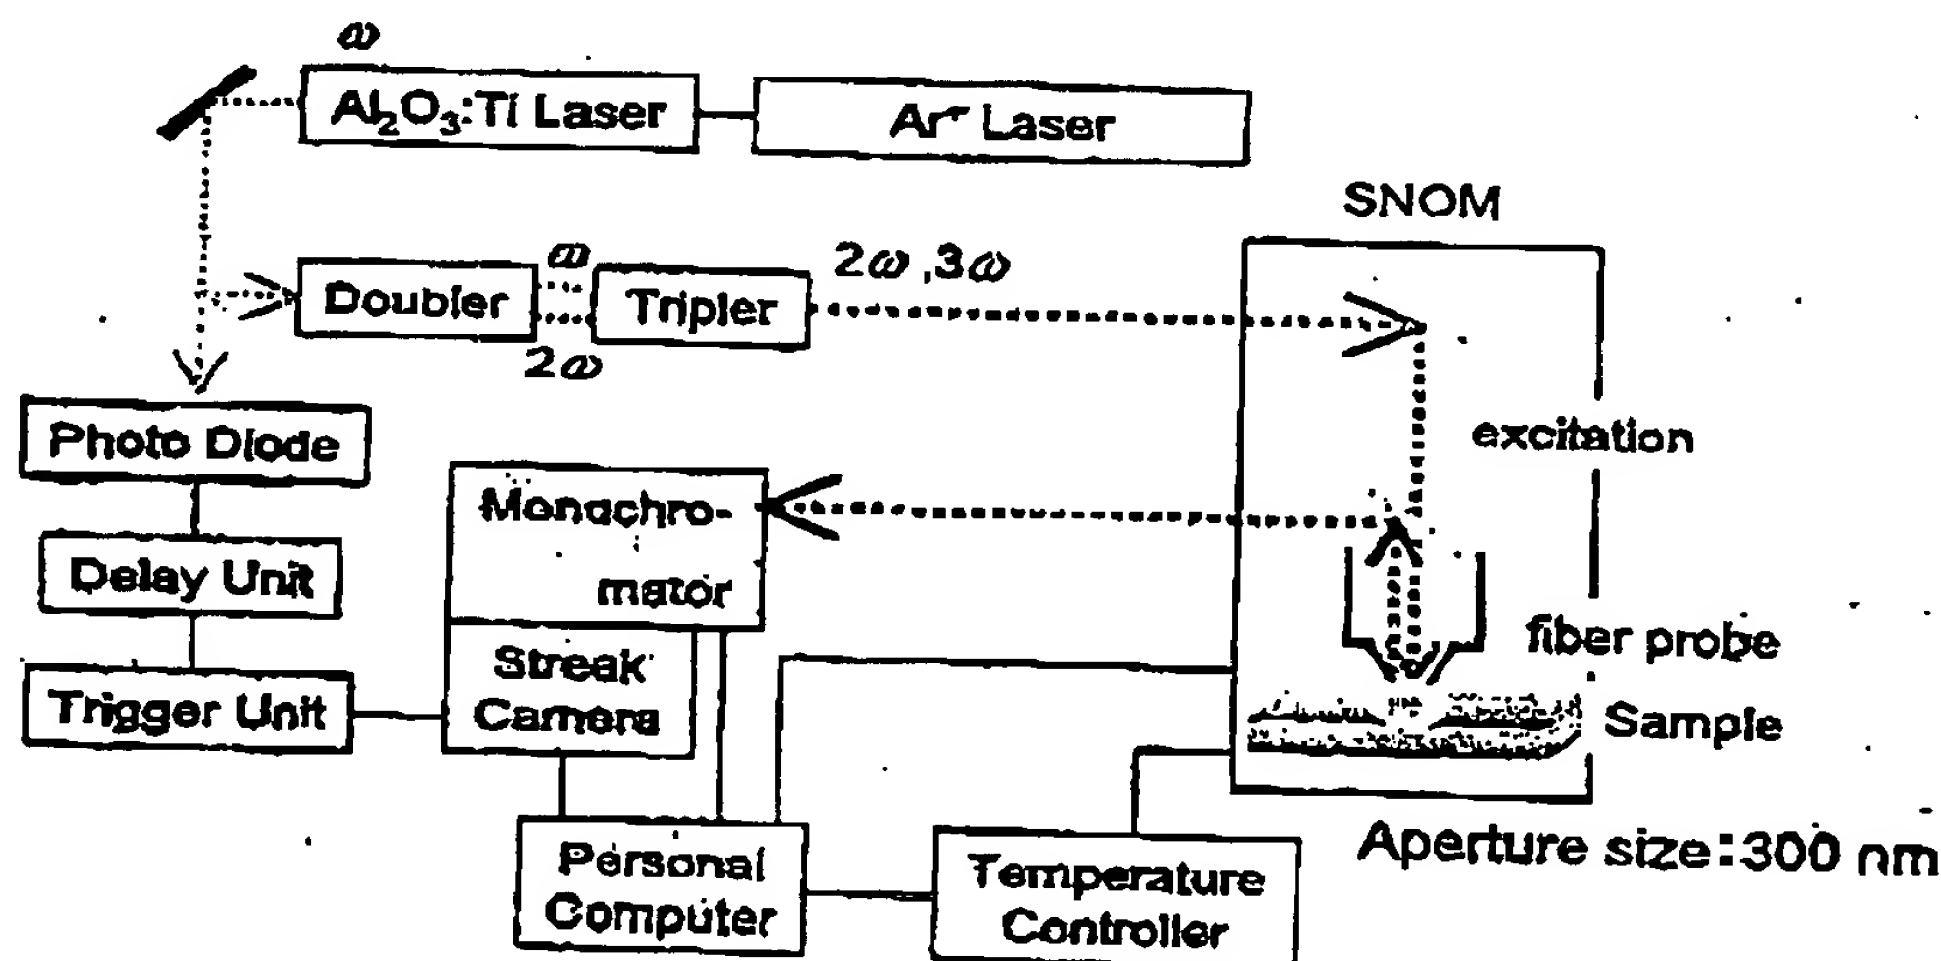 ω
Al₂O₃:Ti Laser
Ar⁺ Laser
SNOM
Doubler
ω
2ω
Tripler
2ω,3ω
Photo Diode
excitation
Monochro-
mator
Delay Unit
fiber probe
Streak
Camera
Trigger Unit
Sample
Personal
Computer
Temperature
Controller
Aperture size:300 nm